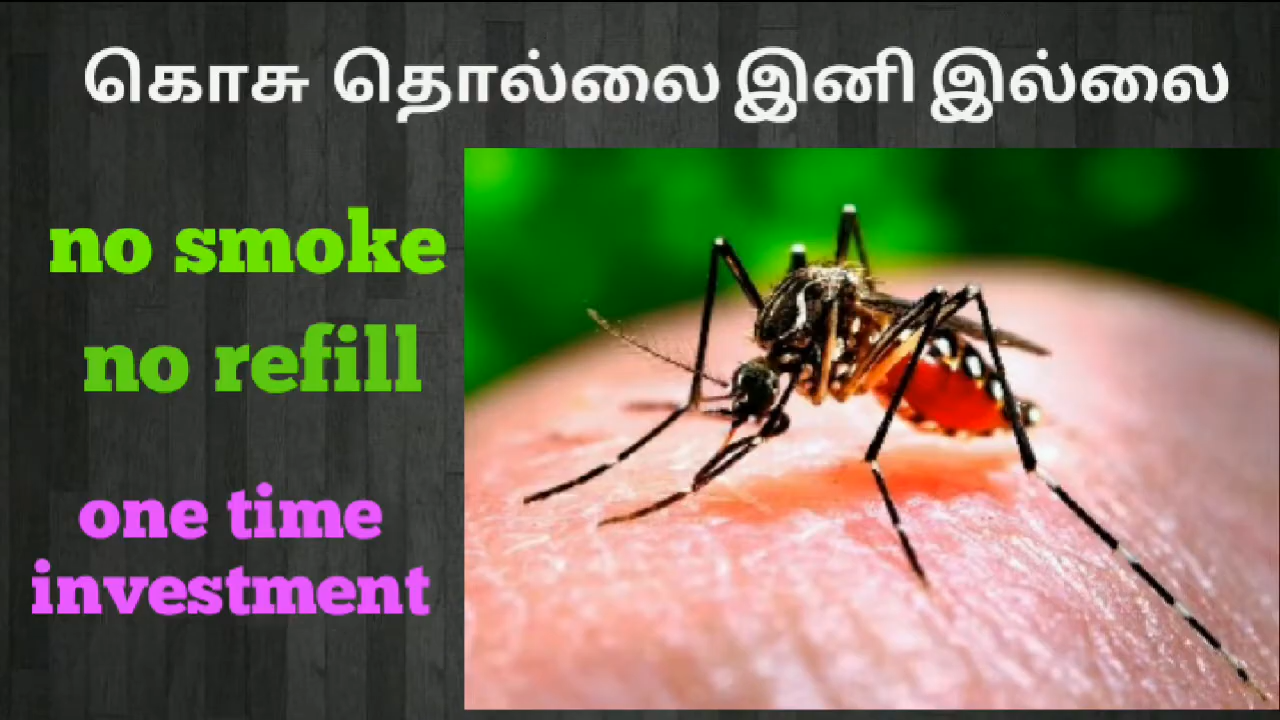 கொசு தொல்லை இனி இல்லை
no smoke
no refill
one time
investment